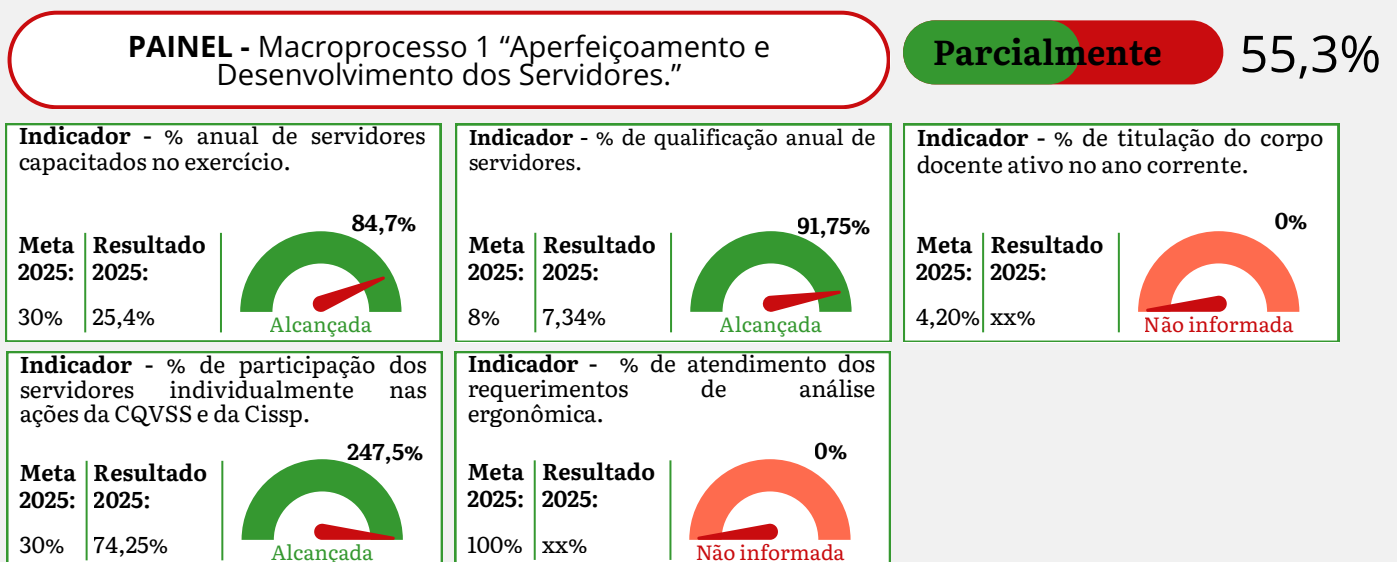 PAINEL - Macroprocesso 1 “Aperfeiçoamento e
Desenvolvimento dos Servidores.”
Parcialmente
55,3%
Indicador - % anual de servidores
capacitados no exercício.
84,7%
Meta 2025:
Resultado 2025:
30%
25,4%
Alcançada
Indicador - % de qualificação anual de
servidores.
91,75%
Meta 2025:
Resultado 2025:
8%
7,34%
Alcançada
Indicador - % de titulação do corpo
docente ativo no ano corrente.
0%
Meta 2025:
Resultado 2025:
4,20%
xx%
Não informada
Indicador - % de participação dos
servidores individualmente nas
ações da CQVSS e da Cissp.
247,5%
Meta 2025:
Resultado 2025:
30%
74,25%
Alcançada
Indicador - % de atendimento dos
requerimentos de análise
ergonômica.
0%
Meta 2025:
Resultado 2025:
100%
xx%
Não informada